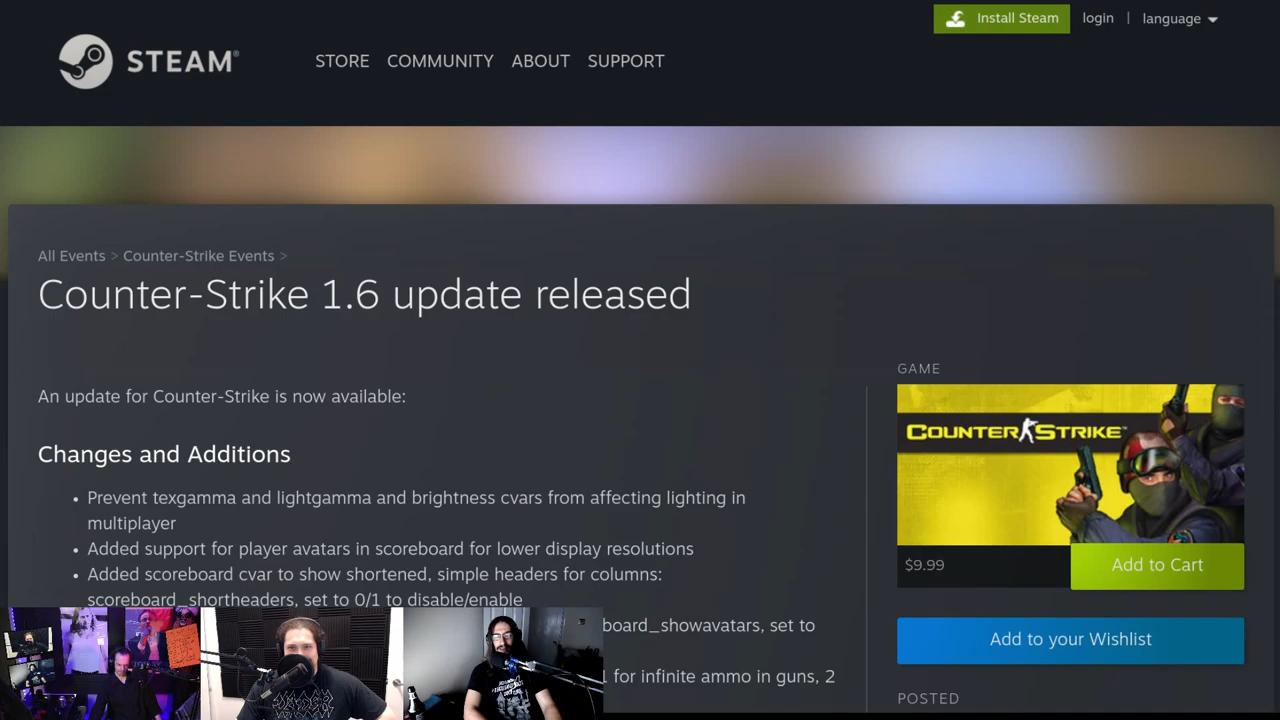 Install Steam
login
|
language
STEAM®
STORE
COMMUNITY
ABOUT
SUPPORT
All Events > Counter-Strike Events >
Counter-Strike 1.6 update released
An update for Counter-Strike is now available:
Changes and Additions
• Prevent texgamma and lightgamma and brightness cvars from affecting lighting in
multiplayer
• Added support for player avatars in scoreboard for lower display resolutions
• Added scoreboard cvar to show shortened, simple headers for columns:
scoreboard_shortheaders, set to 0/1 to disable/enable
board_showavatars, set to
for infinite ammo in guns, 2
GAME
COUNTER STRIKE™
$9.99
Add to Cart
Add to your Wishlist
POSTED